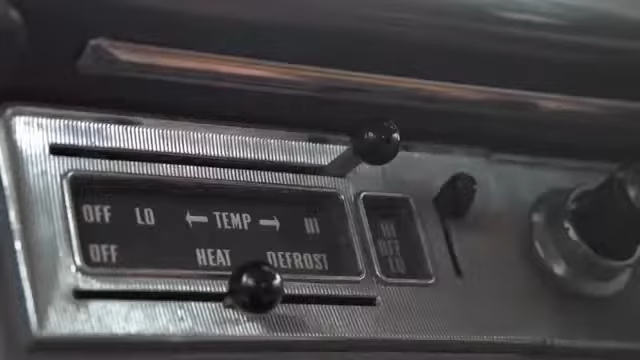 OFF LO ← TEMP → HI
OFF HEAT DEFROST
HI
OFF
LO